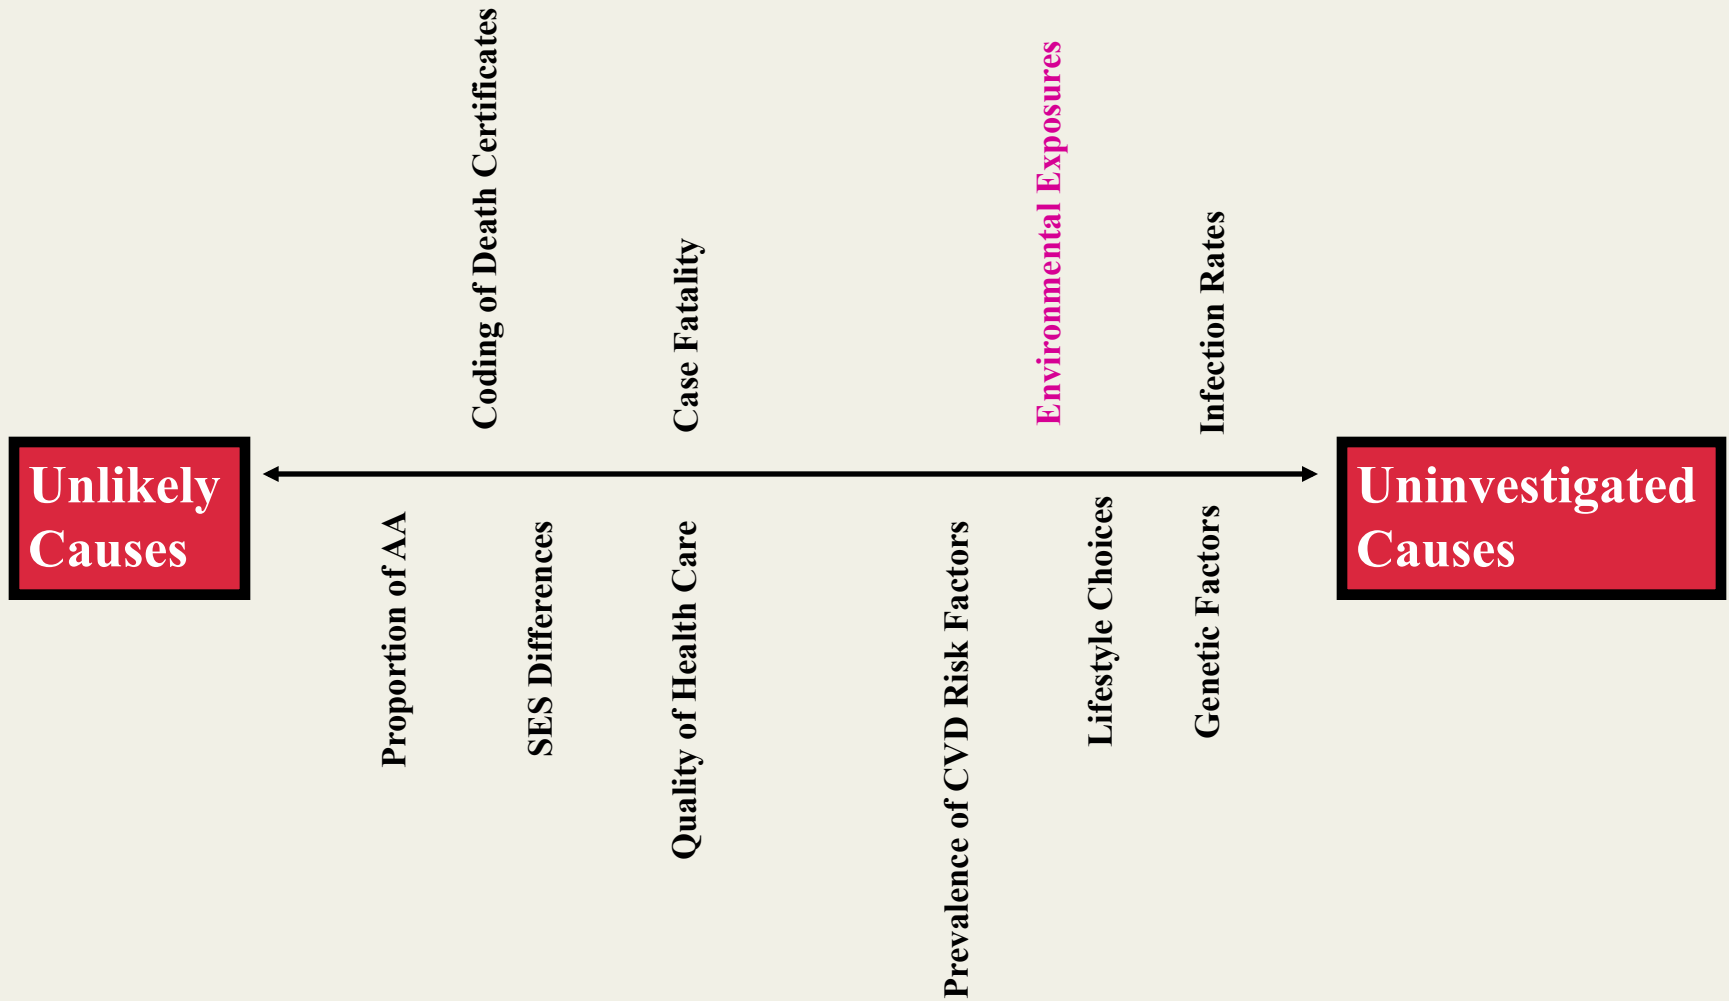 Coding of Death Certificates
Case Fatality
Environmental Exposures
Infection Rates
Unlikely
Causes
Uninvestigated
Causes
Proportion of AA
SES Differences
Quality of Health Care
Prevalence of CVD Risk Factors
Lifestyle Choices
Genetic Factors